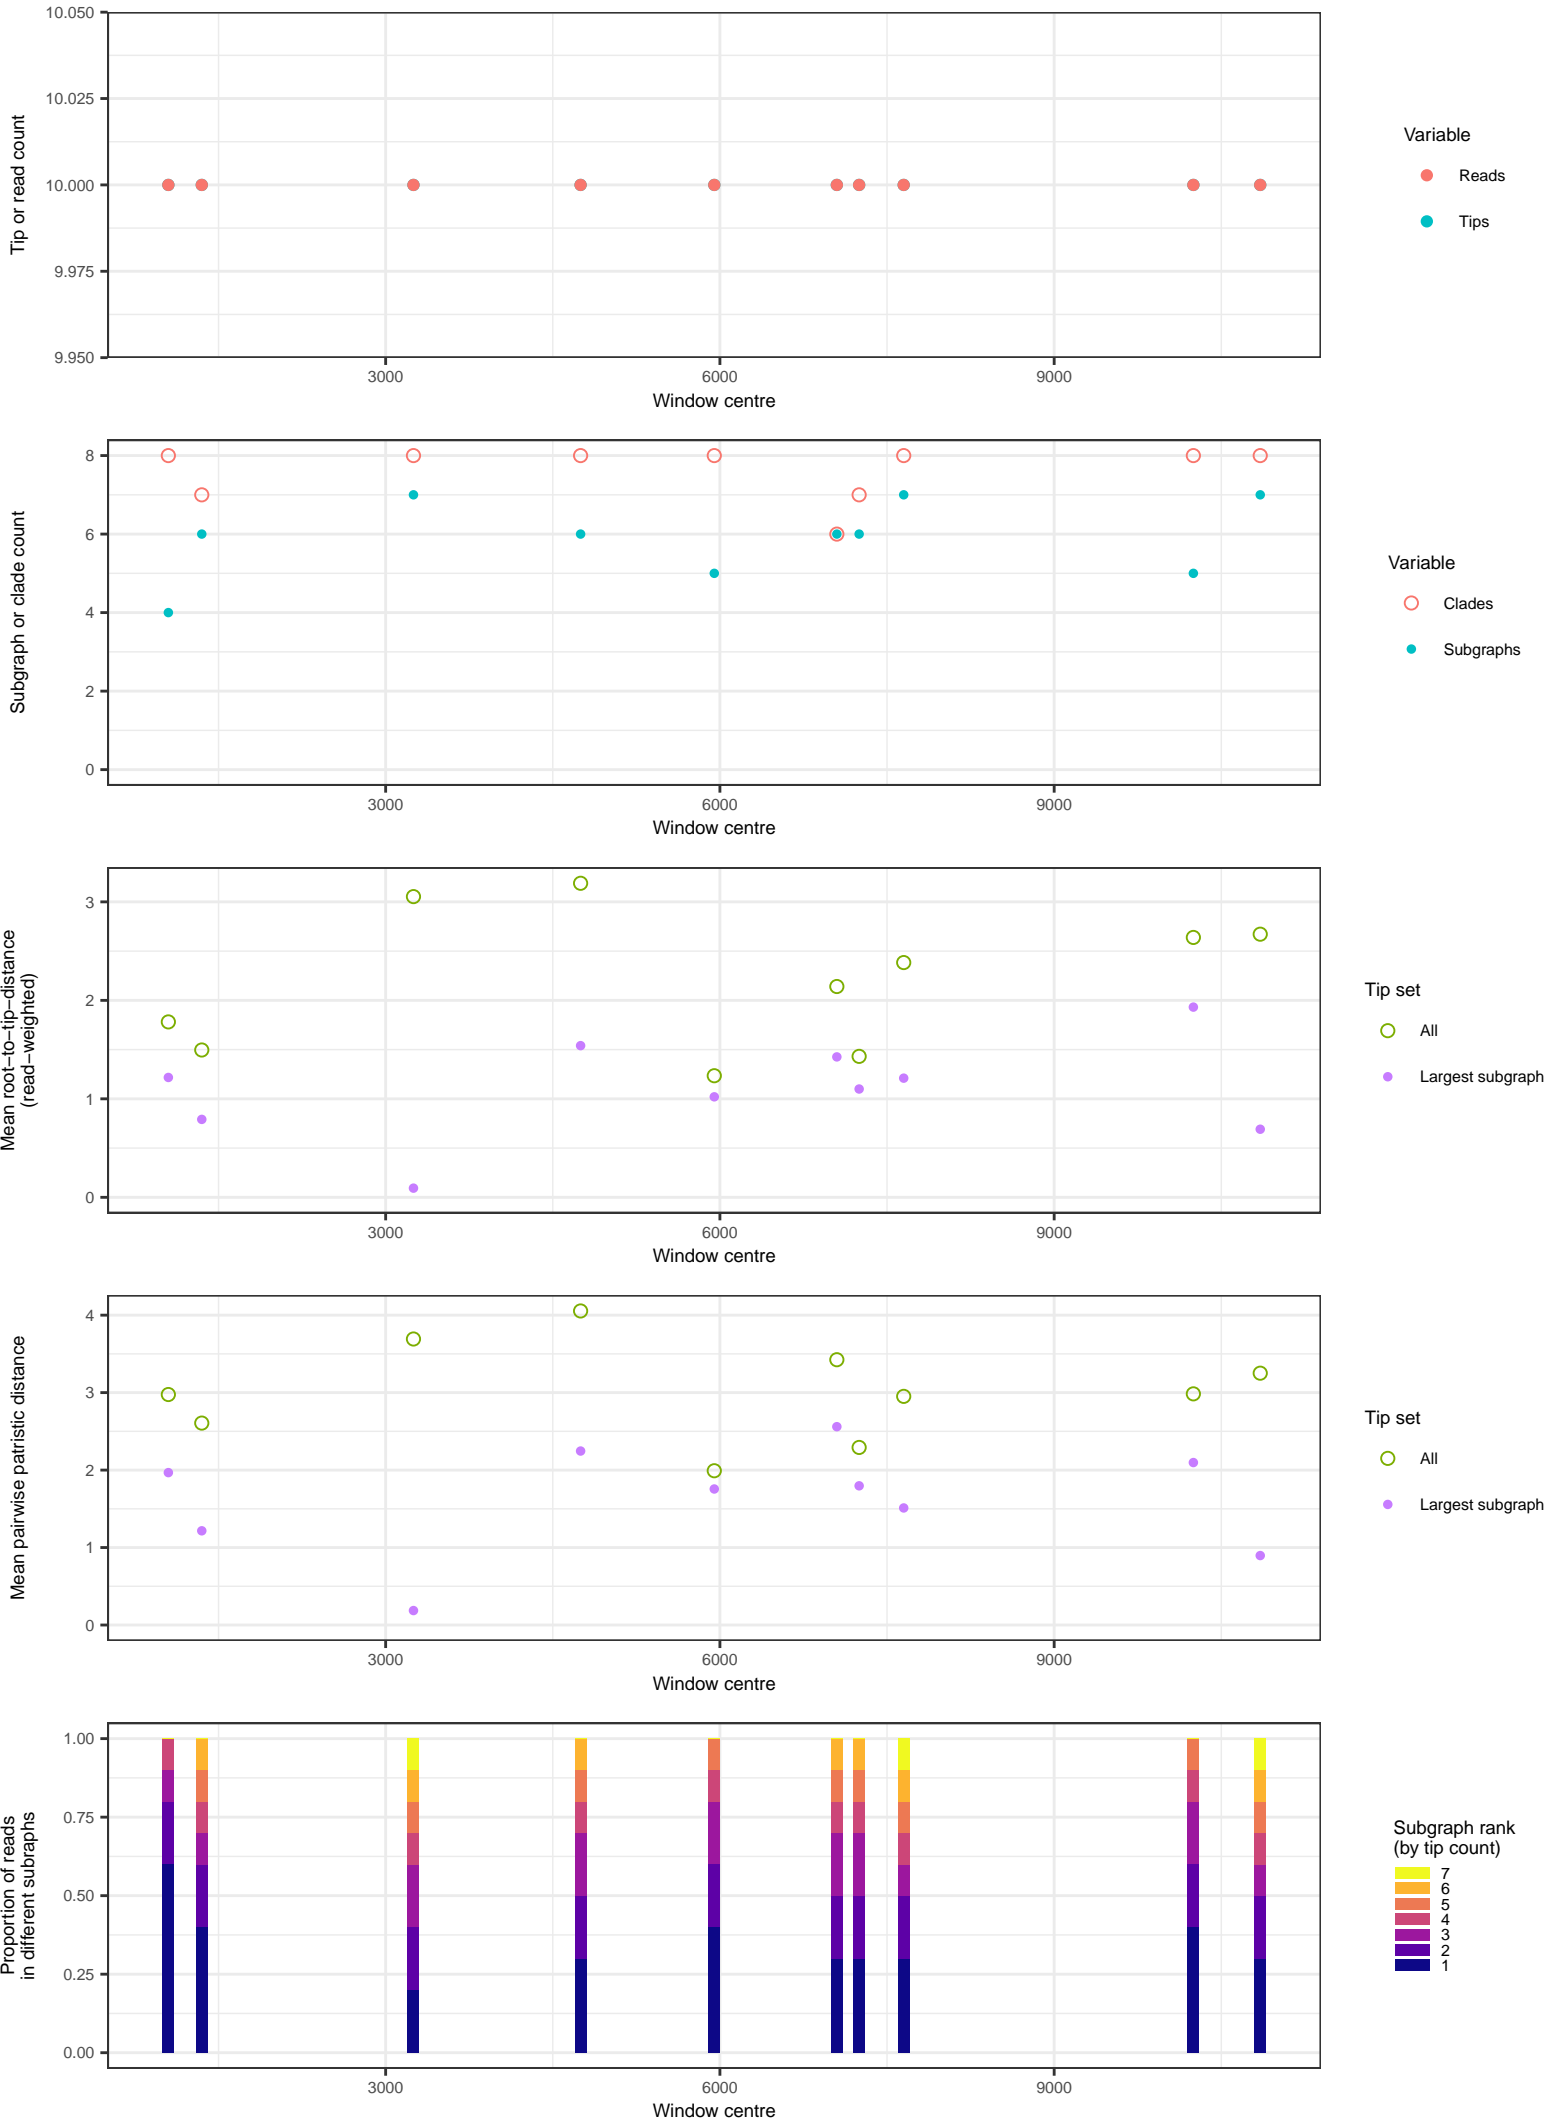 10.050
10.025
10.000
9.975
9.950
Tip or read count
3000
6000
9000
Window centre
Variable
Reads
Tips
8
6
4
2
0
Subgraph or clade count
3000
6000
9000
Window centre
Variable
Clades
Subgraphs
3
2
1
0
Mean root−to−tip−distance
(read−weighted)
3000
6000
9000
Window centre
Tip set
All
Largest subgraph
4
3
2
1
0
Mean pairwise patristic distance
3000
6000
9000
Window centre
Tip set
All
Largest subgraph
1.00
0.75
0.50
0.25
0.00
Proportion of reads
in different subraphs
3000
6000
9000
Window centre
Subgraph rank
(by tip count)
7
6
5
4
3
2
1